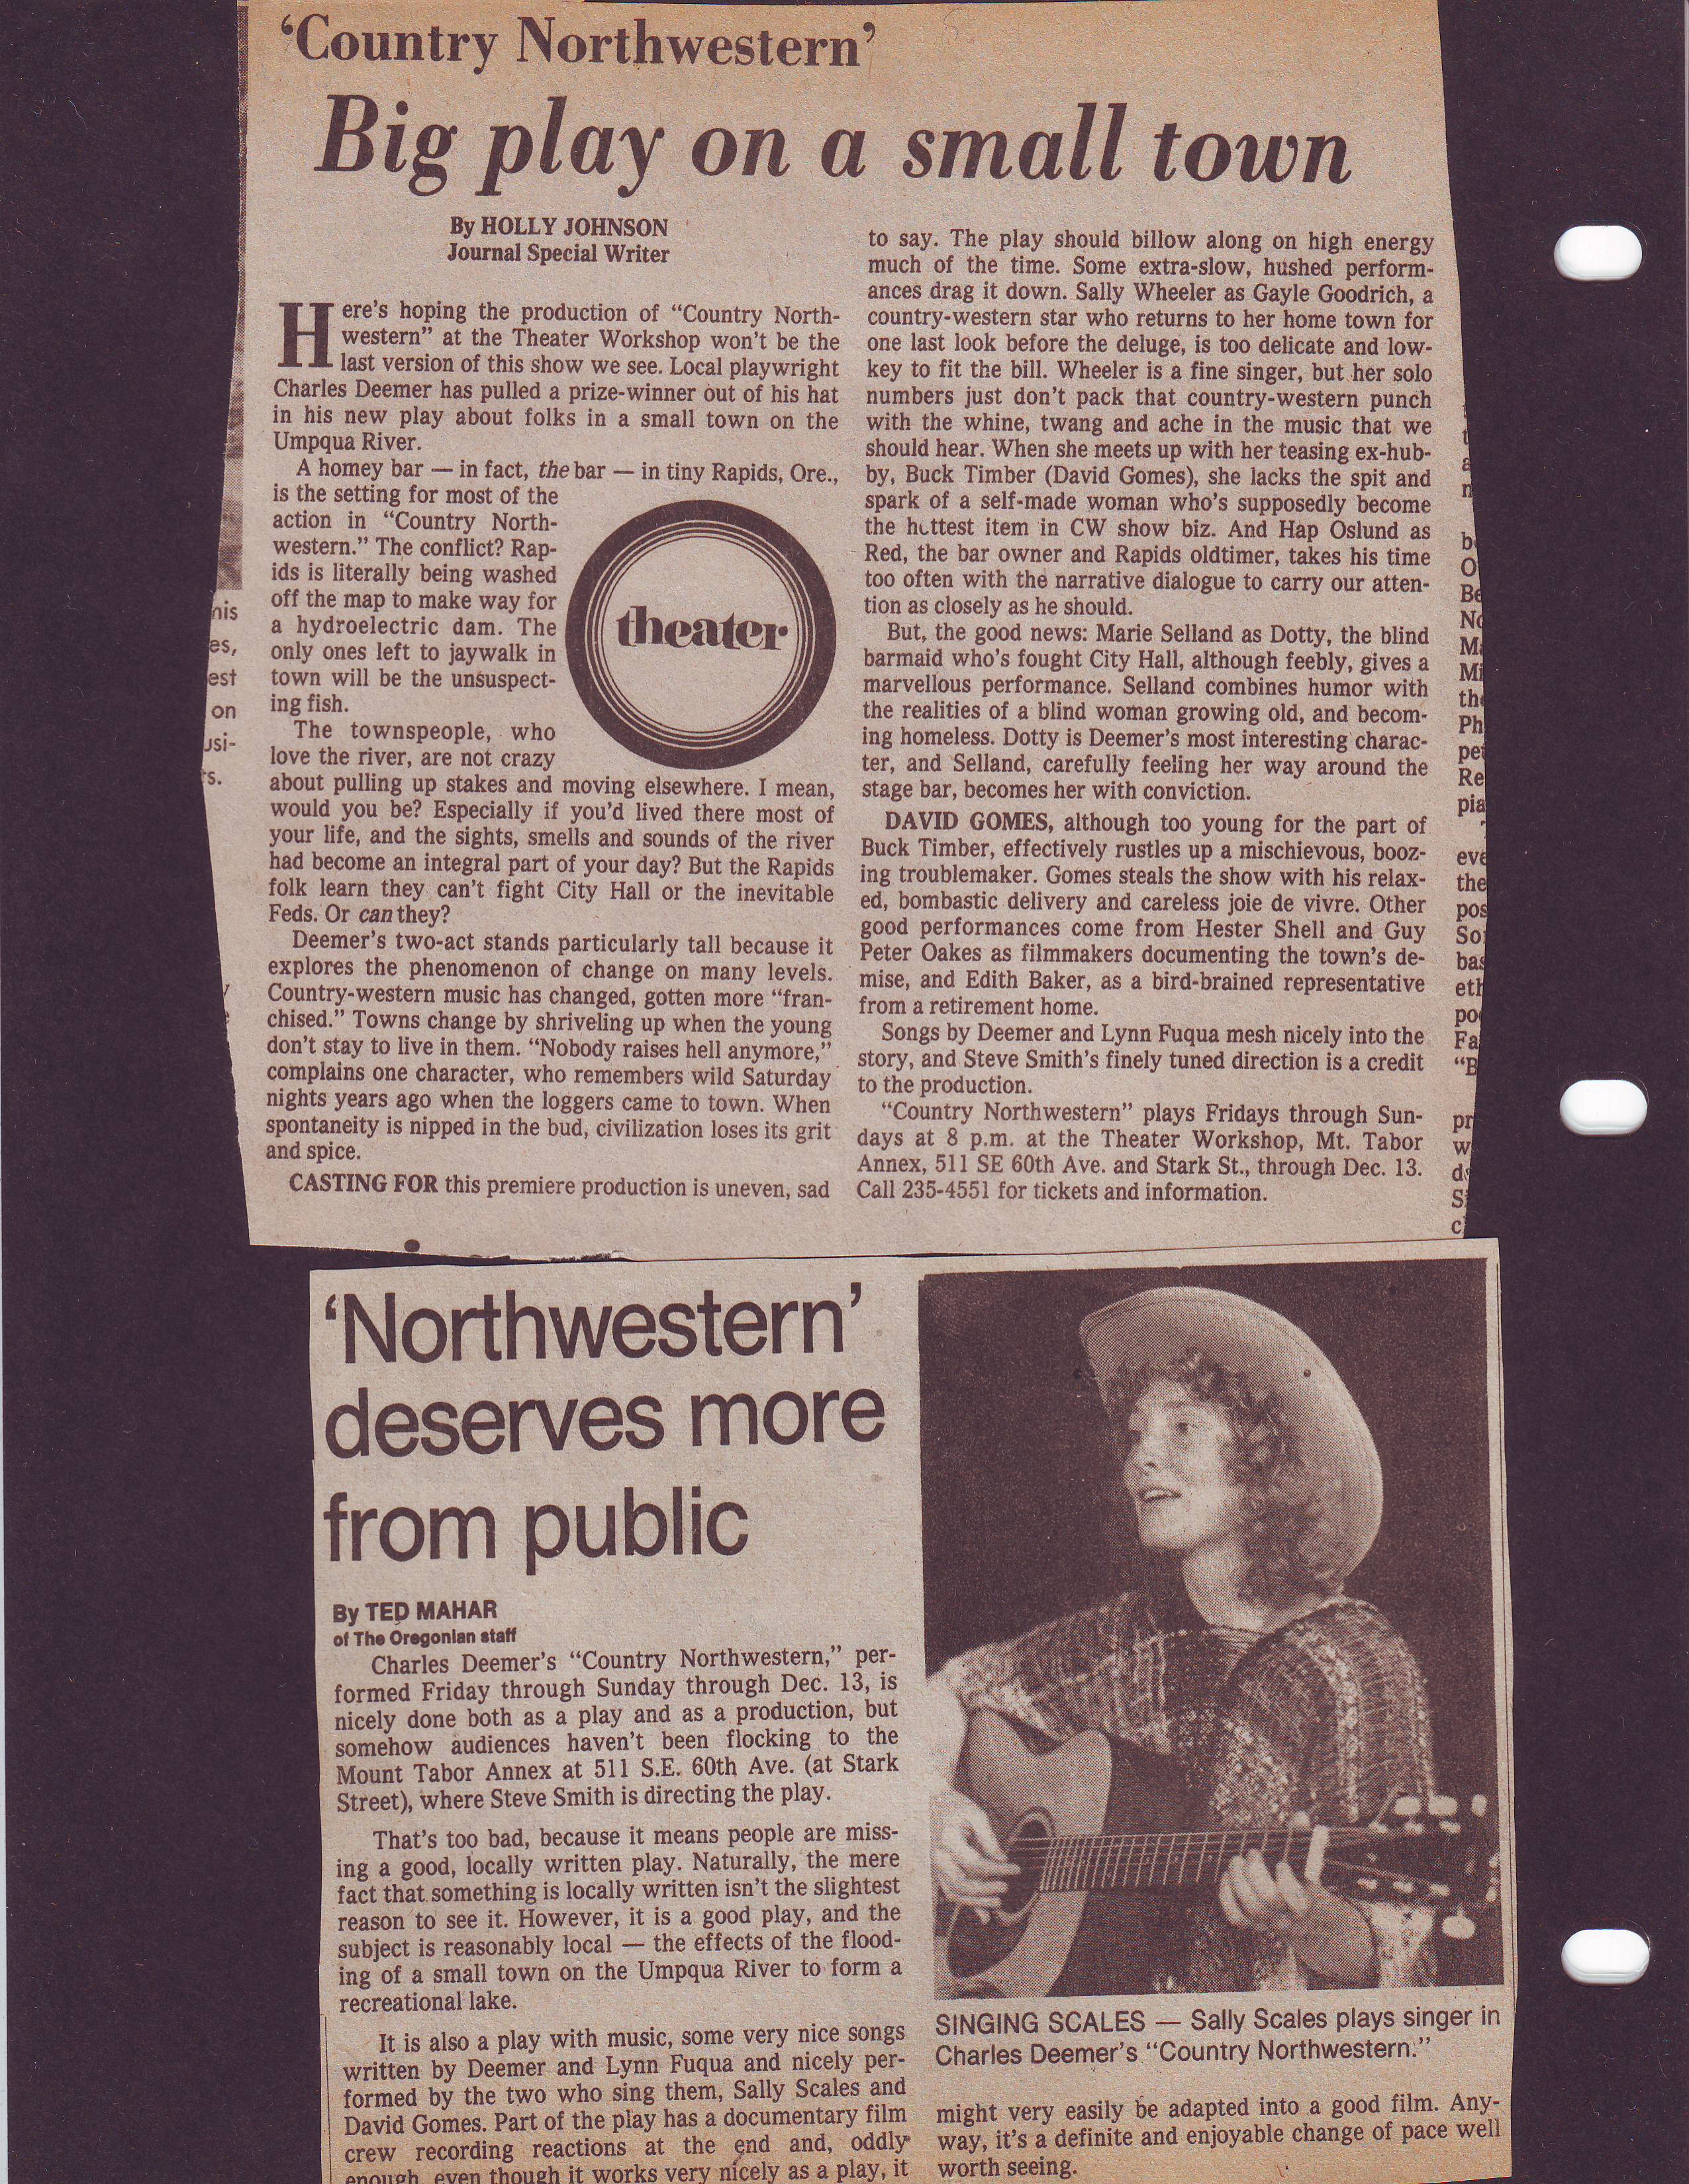 ‘Country Northwestern’
Big play on a small town
By HOLLY JOHNSON
Journal Special Writer
Here’s hoping the production of “Country North-
western” at the Theater Workshop won’t be the
last version of this show we see. Local playwright
Charles Deemer has pulled a prize-winner out of his hat
in his new play about folks in a small town on the
Umpqua River.
A homey bar — in fact, the bar — in tiny Rapids, Ore.,
is the setting for most of the
action in “Country North-
western.” The conflict? Rap-
ids is literally being washed
off the map to make way for
a hydroelectric dam. The
only ones left to jaywalk in
town will be the unsuspect-
ing fish.
The townspeople, who
love the river, are not crazy
about pulling up stakes and moving elsewhere. I mean,
would you be? Especially if you’d lived there most of
your life, and the sights, smells and sounds of the river
had become an integral part of your day? But the Rapids
folk learn they can’t fight City Hall or the inevitable
Feds. Or can they?
Deemer’s two-act stands particularly tall because it
explores the phenomenon of change on many levels.
Country-western music has changed, gotten more “fran-
chised.” Towns change by shriveling up when the young
don’t stay to live in them. “Nobody raises hell anymore,”
complains one character, who remembers wild Saturday
nights years ago when the loggers came to town. When
spontaneity is nipped in the bud, civilization loses its grit
and spice.
CASTING FOR this premiere production is uneven, sad
theater
to say. The play should billow along on high energy
much of the time. Some extra-slow, hushed perform-
ances drag it down. Sally Wheeler as Gayle Goodrich, a
country-western star who returns to her home town for
one last look before the deluge, is too delicate and low-
key to fit the bill. Wheeler is a fine singer, but her solo
numbers just don’t pack that country-western punch
with the whine, twang and ache in the music that we
should hear. When she meets up with her teasing ex-hub-
by, Buck Timber (David Gomes), she lacks the spit and
spark of a self-made woman who’s supposedly become
the hottest item in CW show biz. And Hap Oslund as
Red, the bar owner and Rapids oldtimer, takes his time
too often with the narrative dialogue to carry our atten-
tion as closely as he should.
But, the good news: Marie Selland as Dotty, the blind
barmaid who’s fought City Hall, although feebly, gives a
marvellous performance. Selland combines humor with
the realities of a blind woman growing old, and becom-
ing homeless. Dotty is Deemer’s most interesting charac-
ter, and Selland, carefully feeling her way around the
stage bar, becomes her with conviction.
DAVID GOMES, although too young for the part of
Buck Timber, effectively rustles up a mischievous, booz-
ing troublemaker. Gomes steals the show with his relax-
ed, bombastic delivery and careless joie de vivre. Other
good performances come from Hester Shell and Guy
Peter Oakes as filmmakers documenting the town’s de-
mise, and Edith Baker, as a bird-brained representative
from a retirement home.
Songs by Deemer and Lynn Fuqua mesh nicely into the
story, and Steve Smith’s finely tuned direction is a credit
to the production.
“Country Northwestern” plays Fridays through Sun-
days at 8 p.m. at the Theater Workshop, Mt. Tabor
Annex, 511 SE 60th Ave. and Stark St., through Dec. 13.
Call 235-4551 for tickets and information.
‘Northwestern’
deserves more
from public
By TED MAHAR
of The Oregonian staff
Charles Deemer’s “Country Northwestern,” per-
formed Friday through Sunday through Dec. 13, is
nicely done both as a play and as a production, but
somehow audiences haven’t been flocking to the
Mount Tabor Annex at 511 S.E. 60th Ave. (at Stark
Street), where Steve Smith is directing the play.
That’s too bad, because it means people are miss-
ing a good, locally written play. Naturally, the mere
fact that something is locally written isn’t the slightest
reason to see it. However, it is a good play, and the
subject is reasonably local — the effects of the flood-
ing of a small town on the Umpqua River to form a
recreational lake.
It is also a play with music, some very nice songs
written by Deemer and Lynn Fuqua and nicely per-
formed by the two who sing them, Sally Scales and
David Gomes. Part of the play has a documentary film
crew recording reactions at the end and, oddly
enough, even though it works very nicely as a play, it
SINGING SCALES — Sally Scales plays singer in
Charles Deemer’s “Country Northwestern.”
might very easily be adapted into a good film. Any-
way, it’s a definite and enjoyable change of pace well
worth seeing.